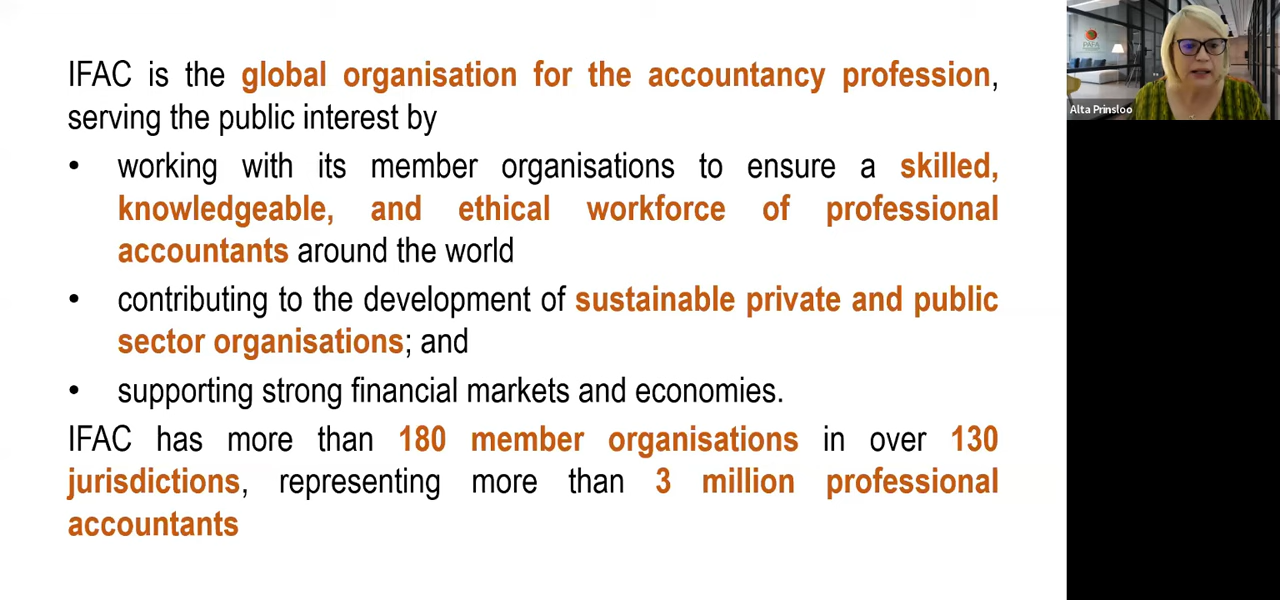 IFAC is the global organisation for the accountancy profession,
serving the public interest by
• working with its member organisations to ensure a skilled,
knowledgeable, and ethical workforce of professional
accountants around the world
• contributing to the development of sustainable private and public
sector organisations; and
• supporting strong financial markets and economies.
IFAC has more than 180 member organisations in over 130
jurisdictions, representing more than 3 million professional
accountants
PAFA
Alta Prinsloo